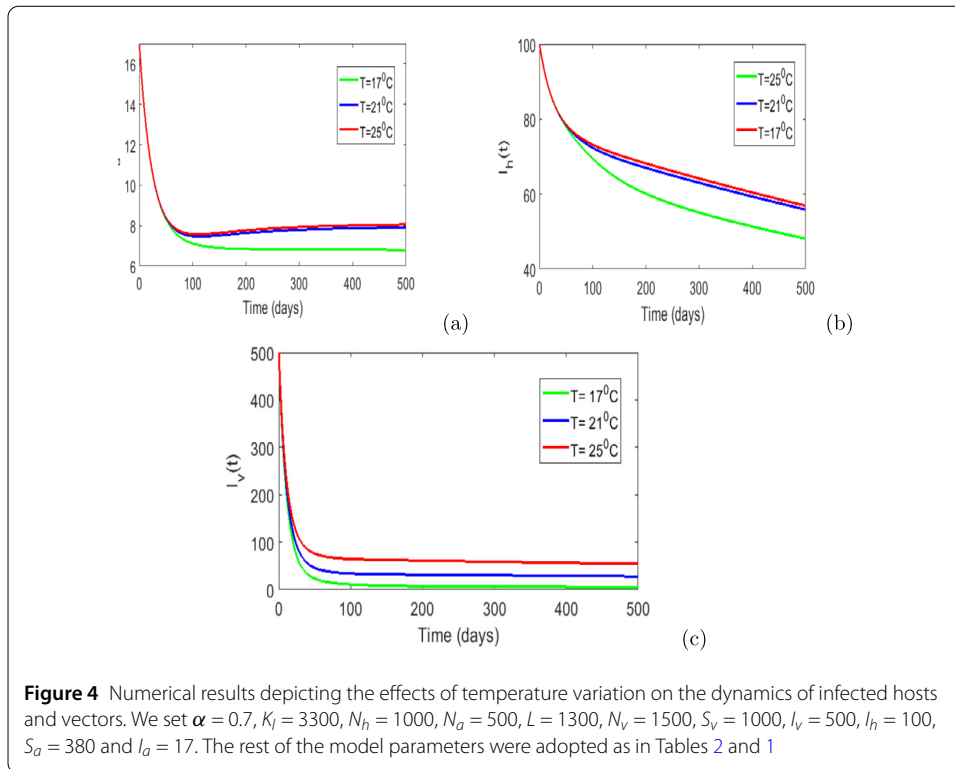 16
14
12
10
8
6
0
100
200
300
400
500
Time (days)
T=17⁰C
T=21⁰C
T=25⁰C
(a)
100
80
60
40
I_h(t)
0
100
200
300
400
500
Time (days)
T=25⁰C
T=21⁰C
T=17⁰C
(b)
500
400
300
200
100
0
I_v(t)
0
100
200
300
400
500
Time (days)
T= 17⁰C
T= 21⁰C
T= 25⁰C
(c)
Figure 4 Numerical results depicting the effects of temperature variation on the dynamics of infected hosts
and vectors. We set α = 0.7, K_l = 3300, N_h = 1000, N_a = 500, L = 1300, N_v = 1500, S_v = 1000, I_v = 500, I_h = 100,
S_a = 380 and I_a = 17. The rest of the model parameters were adopted as in Tables 2 and 1